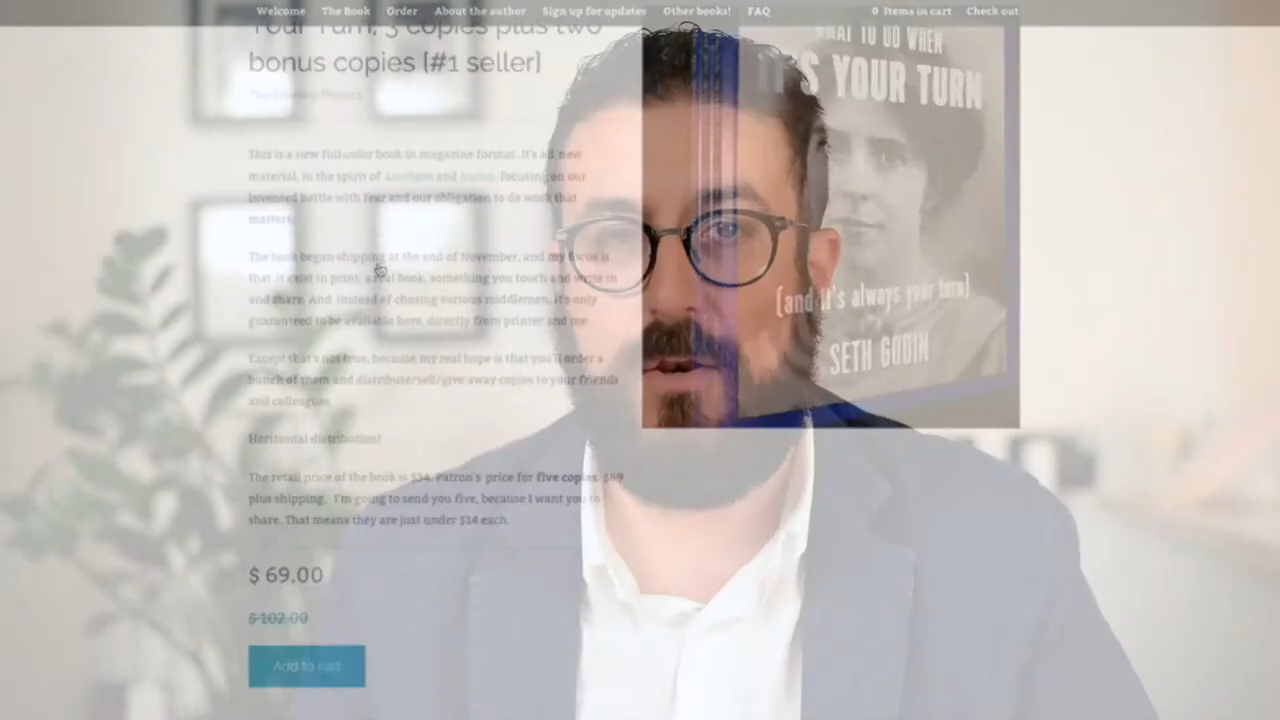 Welcome The Book Order About the author Sign up for updates Other books! FAQ 0 Items in cart Check out
Your Turn, 3 copies plus two
bonus copies [#1 seller]
This is a new full-color book in magazine format. It's all new
material, in the spirit of and focusing on our
invented battle with fear and our obligation to do work that
matters.
The book began shipping at the end of November, and my focus is
that it exist in print, a real book, something you touch and write in
and share. And instead of chasing various middlemen, it's only
guaranteed to be available here, directly from printer and me.
Except that's not true, because my real hope is that you'll order a
bunch of them and distribute/sell/give away copies to your friends
and colleagues.
Horizontal distribution!
The retail price of the book is $34. Patron's price for five copies: $69
plus shipping. I'm going to send you five, because I want you to
share. That means they are just under $14 each.
$ 69.00
$ 102.00
Add to cart
WHAT TO DO WHEN
IT'S YOUR TURN
(and it's always your turn)
SETH GODIN